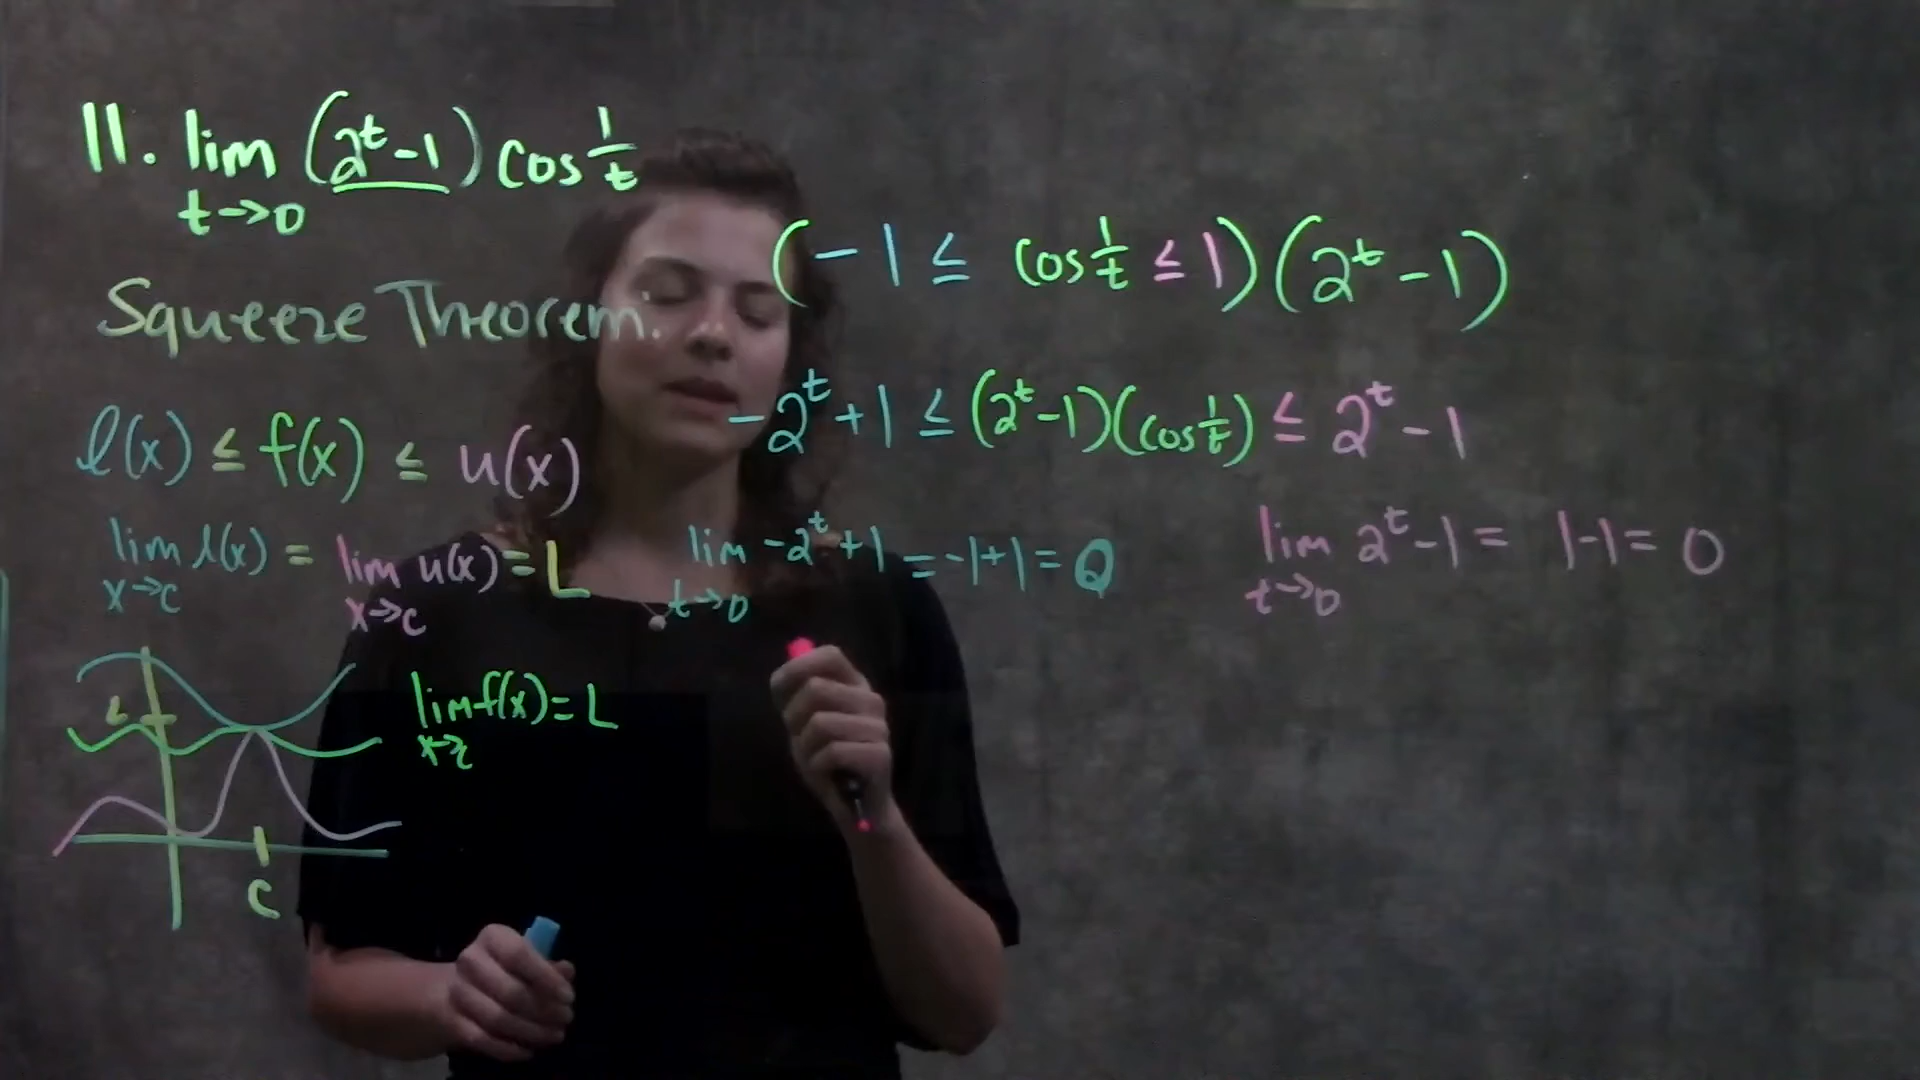 11. lim (2^t - 1) cos 1/t
t→0
Squeeze Theorem:
l(x) ≤ f(x) ≤ u(x)
lim l(x) = lim u(x) = L
x→c x→c
L
lim f(x) = L
x→c
c
(-1 ≤ cos 1/t ≤ 1)(2^t - 1)
-2^t + 1 ≤ (2^t - 1)(cos 1/t) ≤ 2^t - 1
lim -2^t + 1 = -1 + 1 = 0
t→0
lim 2^t - 1 = 1 - 1 = 0
t→0